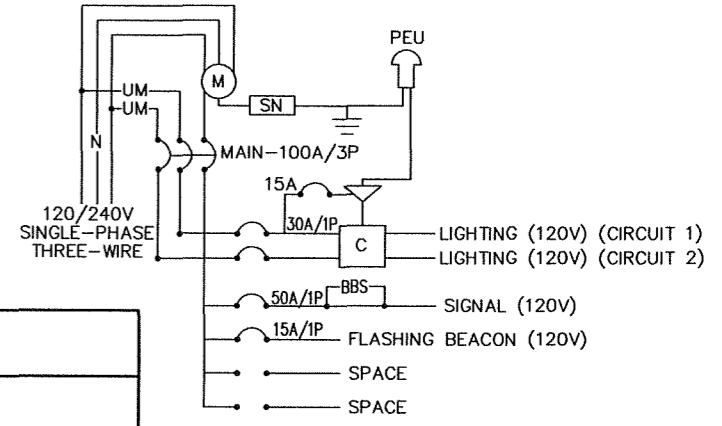 PEU
UM
UM
M
SN
N
MAIN-100A/3P
15A
120/240V
SINGLE-PHASE
THREE-WIRE
30A/1P
C
LIGHTING (120V) (CIRCUIT 1)
LIGHTING (120V) (CIRCUIT 2)
50A/1P
BBS
SIGNAL (120V)
15A/1P
FLASHING BEACON (120V)
SPACE
SPACE